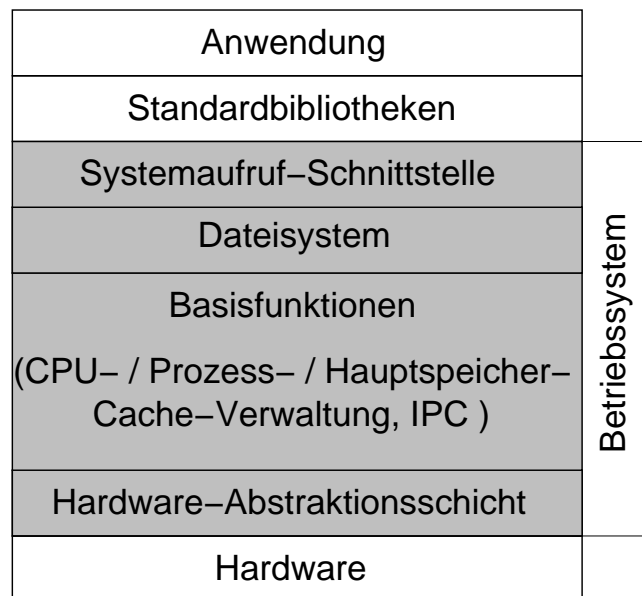 Anwendung
Standardbibliotheken
Systemaufruf−Schnittstelle
Dateisystem
Basisfunktionen
(CPU− / Prozess− / Hauptspeicher−
Cache−Verwaltung, IPC )
Hardware−Abstraktionsschicht
Hardware
Betriebssystem